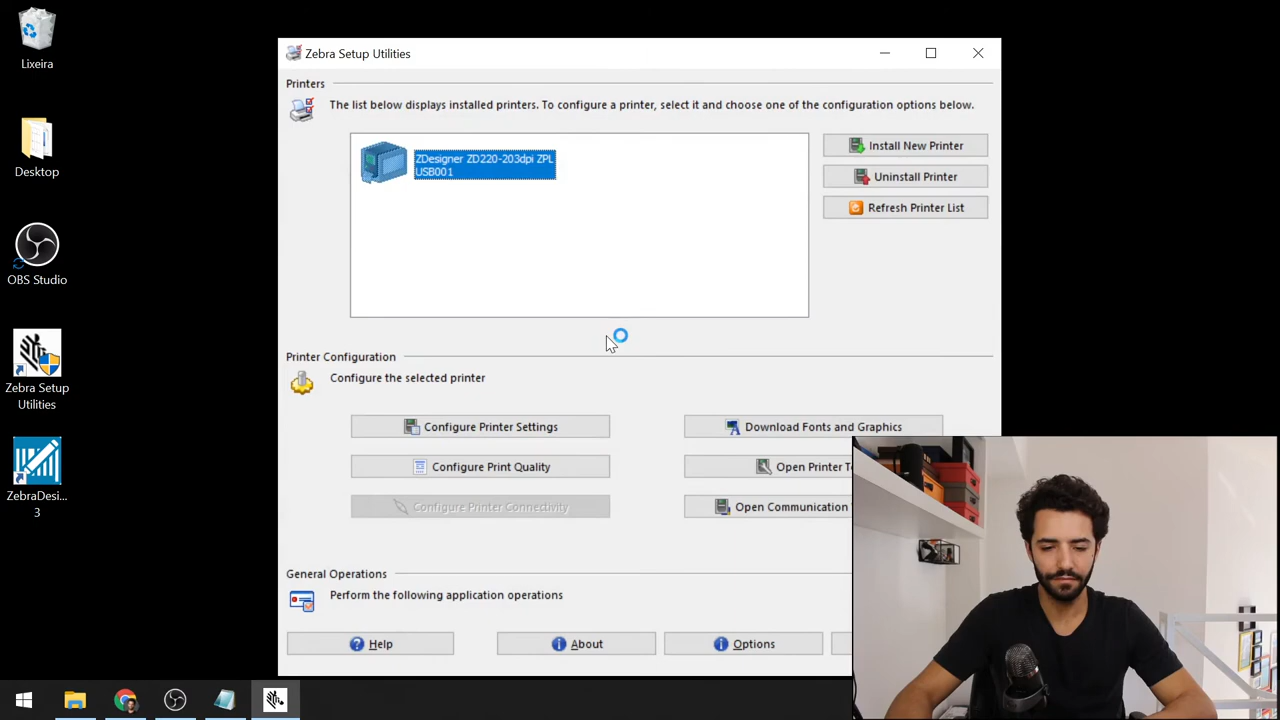 Lixeira
Desktop
OBS Studio
Zebra Setup
Utilities
ZebraDesi...
3
Zebra Setup Utilities
Printers
The list below displays installed printers. To configure a printer, select it and choose one of the configuration options below.
ZDesigner ZD220-203dpi ZPL
USB001
Install New Printer
Uninstall Printer
Refresh Printer List
Printer Configuration
Configure the selected printer
Configure Printer Settings
Download Fonts and Graphics
Configure Print Quality
Open Printer
Configure Printer Connectivity
Open Communication
General Operations
Perform the following application operations
Help
About
Options